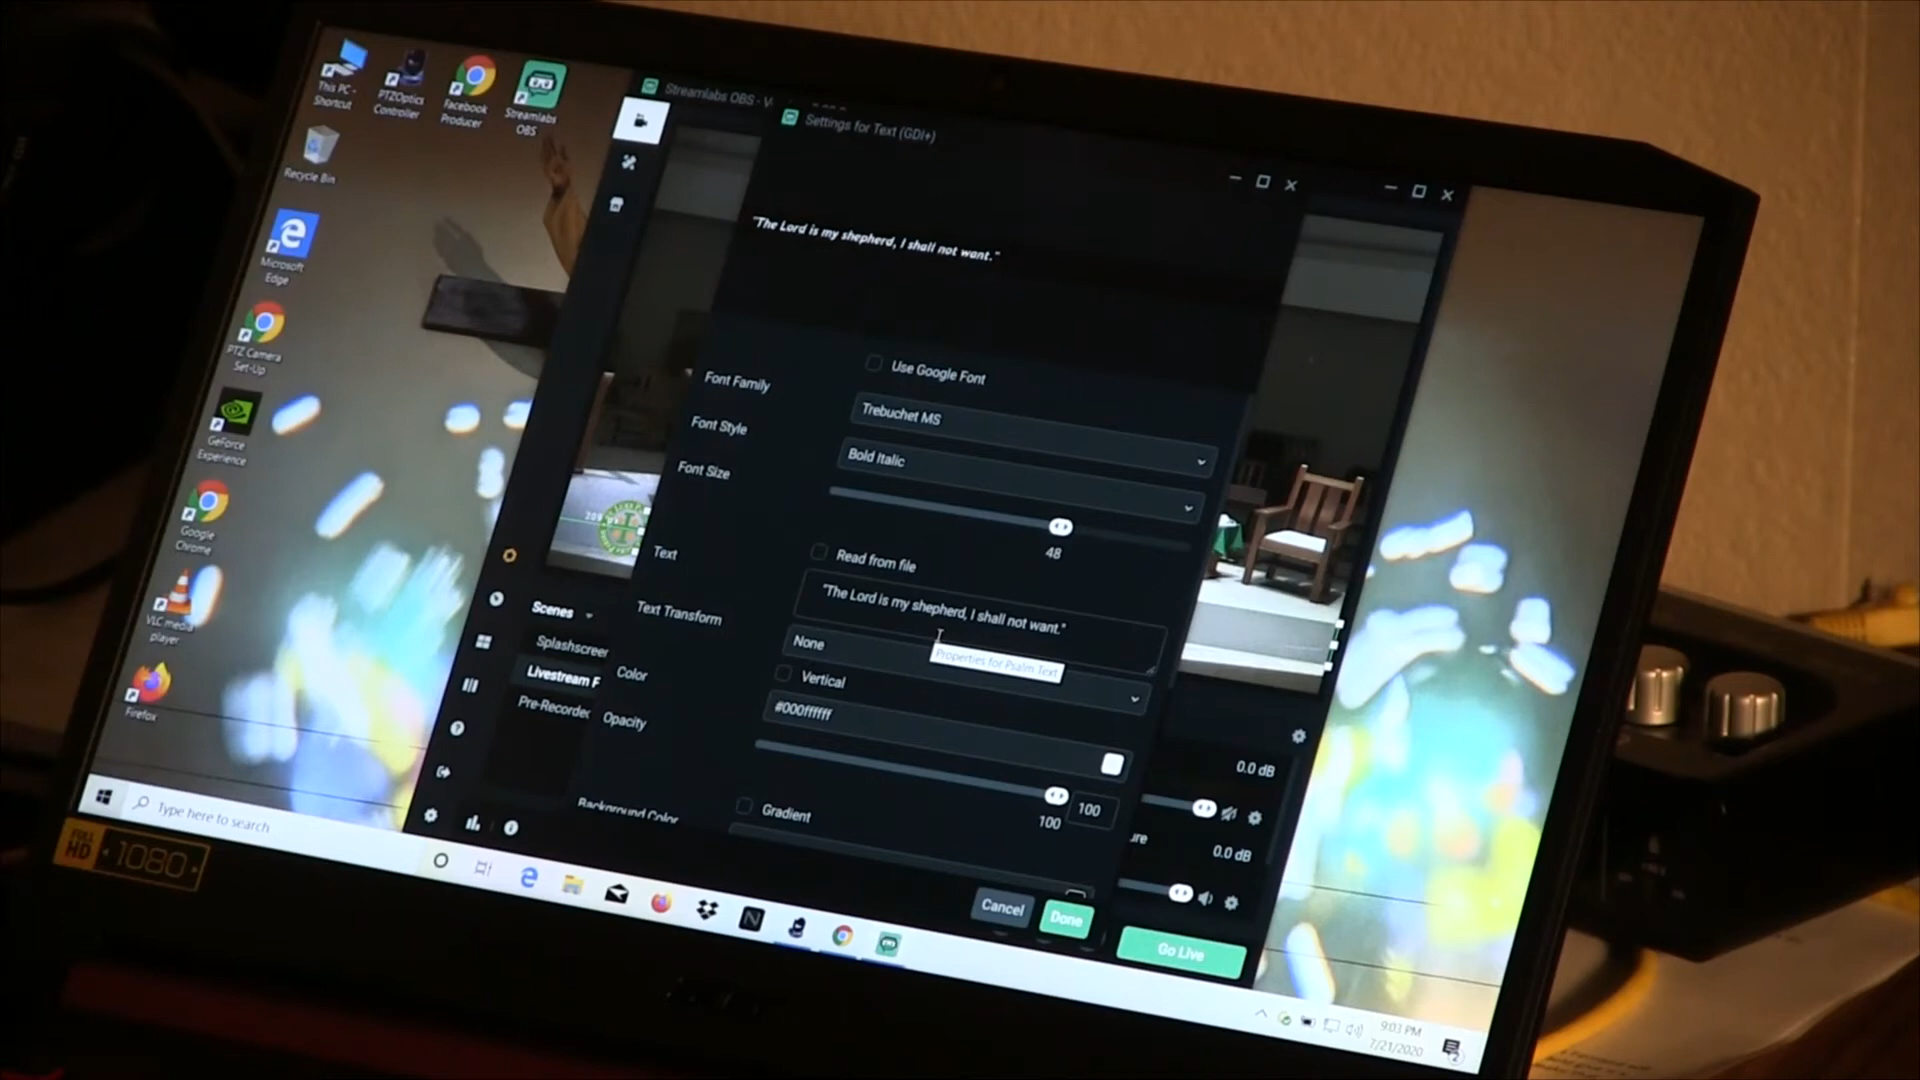 This PC -
Shortcut
PTZOptics
Controller
Facebook
Producer
Streamlabs
OBS
Recycle Bin
Microsoft
Edge
PTZ Camera
Set-Up
GeForce
Experience
Google
Chrome
VLC media
player
Firefox
Streamlabs OBS - V
Settings for Text (GDI+)
"The Lord is my shepherd, I shall not want."
Use Google Font
Font Family
Trebuchet MS
Font Style
Bold Italic
Font Size
48
Text
Read from file
"The Lord is my shepherd, I shall not want."
Properties for Psalm Text
Text Transform
None
Vertical
Color
#000ffffff
Opacity
100
100
Gradient
Background Color
Cancel
Done
Scenes
Splashscreen
Livestream F
Pre-Recorded
0.0 dB
ure
0.0 dB
Go Live
Type here to search
9:03 PM
7/21/2020
FULL
HD
1080